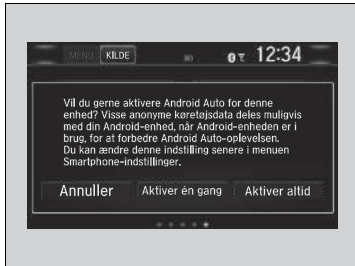 MENU KILDE 12:34
Vil du gerne aktivere Android Auto for denne
enhed? Visse anonyme køretøjsdata deles muligvis
med din Android-enhed, når Android-enheden er i
brug, for at forbedre Android Auto-oplevelsen.
Du kan ændre denne indstilling senere i menuen
Smartphone-indstillinger.
Annuller Aktiver én gang Aktiver altid